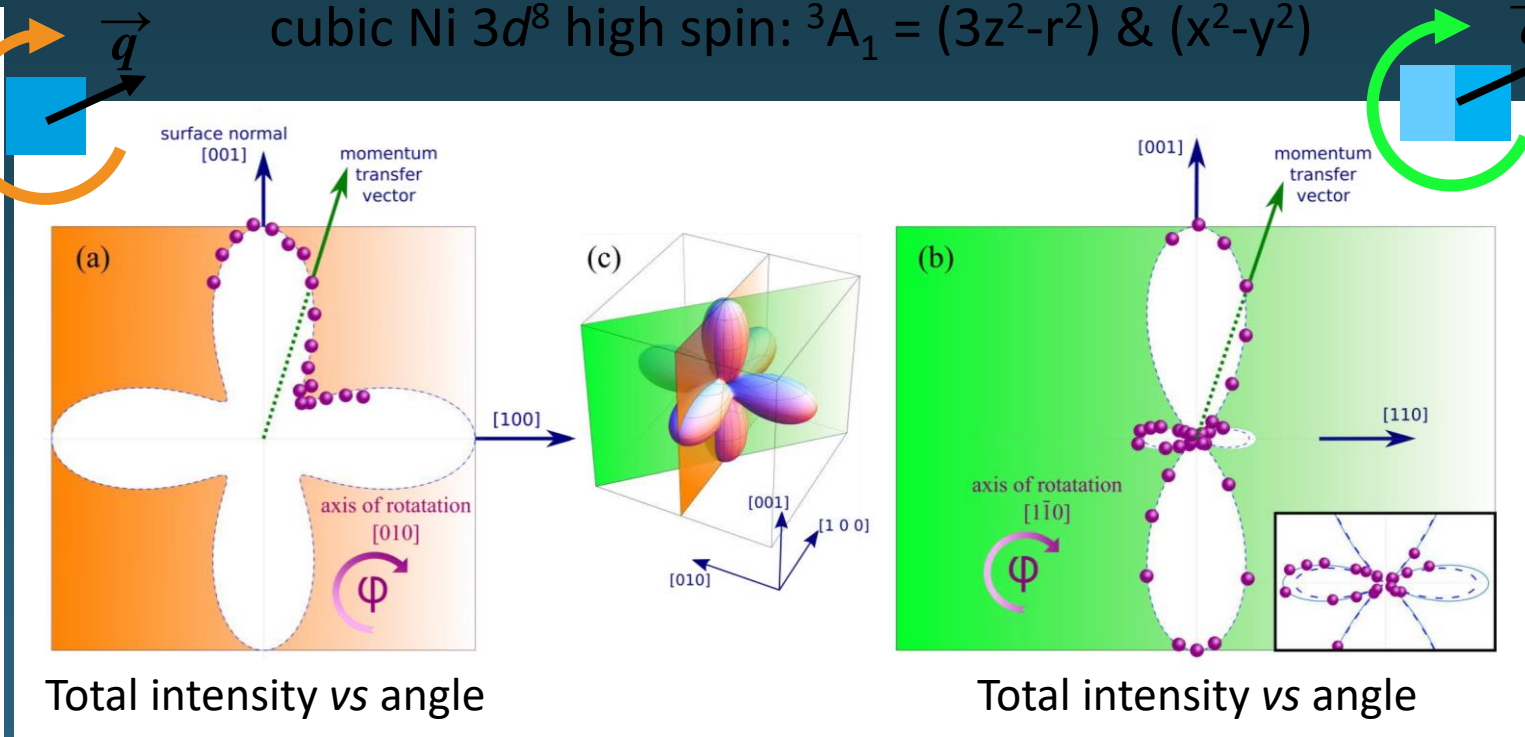 q
cubic Ni 3d⁸ high spin: ³A₁ = (3z²-r²) & (x²-y²)
surface normal
[001]
momentum
transfer
vector
(a)
[100]
axis of rotatation
[010]
φ
(c)
[001]
[1 0 0]
[010]
[001]
momentum
transfer
vector
(b)
[110]
axis of rotatation
[11̄0]
φ
Total intensity vs angle
Total intensity vs angle